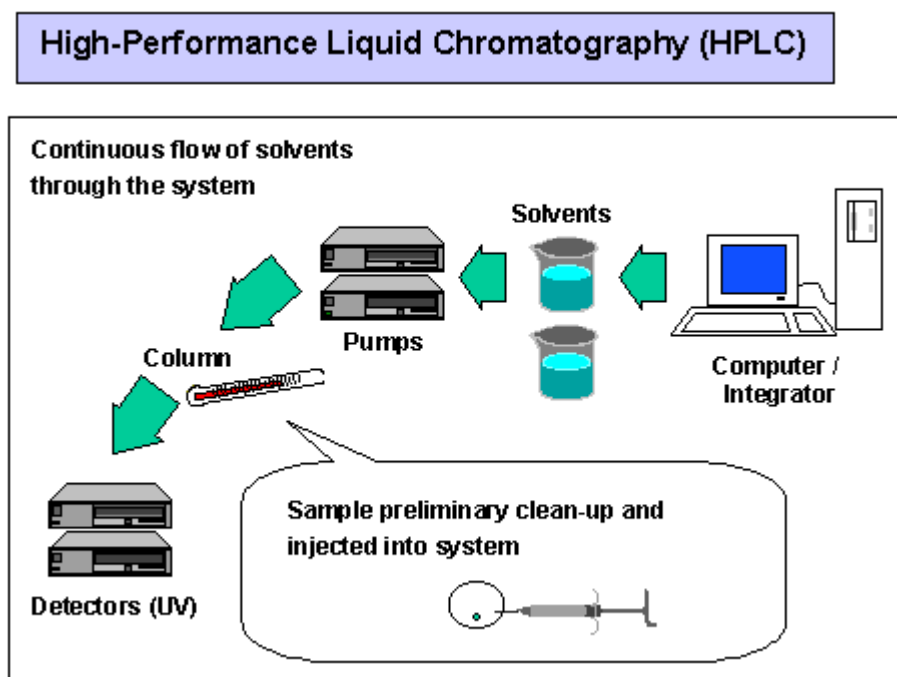 High-Performance Liquid Chromatography (HPLC)
Continuous flow of solvents
through the system
Solvents
Pumps
Column
Computer /
Integrator
Sample preliminary clean-up and
injected into system
Detectors (UV)